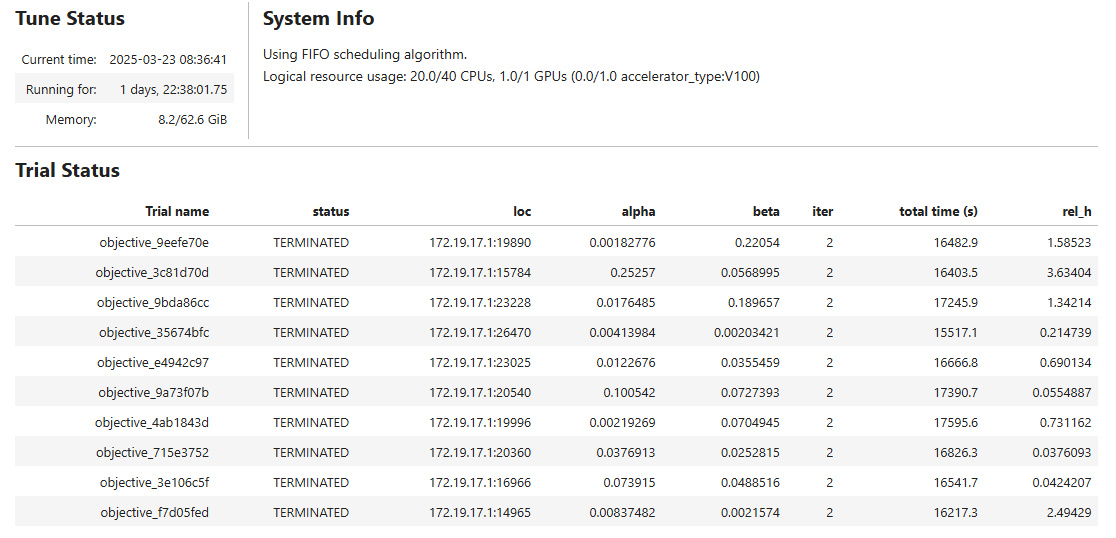 Tune Status
Current time: 2025-03-23 08:36:41
Running for: 1 days, 22:38:01.75
Memory: 8.2/62.6 GiB
System Info
Using FIFO scheduling algorithm.
Logical resource usage: 20.0/40 CPUs, 1.0/1 GPUs (0.0/1.0 accelerator_type:V100)
Trial Status
Trial name status loc alpha beta iter total time (s) rel_h
objective_9eefe70e TERMINATED 172.19.17.1:19890 0.00182776 0.22054 2 16482.9 1.58523
objective_3c81d70d TERMINATED 172.19.17.1:15784 0.25257 0.0568995 2 16403.5 3.63404
objective_9bda86cc TERMINATED 172.19.17.1:23228 0.0176485 0.189657 2 17245.9 1.34214
objective_35674bfc TERMINATED 172.19.17.1:26470 0.00413984 0.00203421 2 15517.1 0.214739
objective_e4942c97 TERMINATED 172.19.17.1:23025 0.0122676 0.0355459 2 16666.8 0.690134
objective_9a73f07b TERMINATED 172.19.17.1:20540 0.100542 0.0727393 2 17390.7 0.0554887
objective_4ab1843d TERMINATED 172.19.17.1:19996 0.00219269 0.0704945 2 17595.6 0.731162
objective_715e3752 TERMINATED 172.19.17.1:20360 0.0376913 0.0252815 2 16826.3 0.0376093
objective_3e106c5f TERMINATED 172.19.17.1:16966 0.073915 0.0488516 2 16541.7 0.0424207
objective_f7d05fed TERMINATED 172.19.17.1:14965 0.00837482 0.0021574 2 16217.3 2.49429